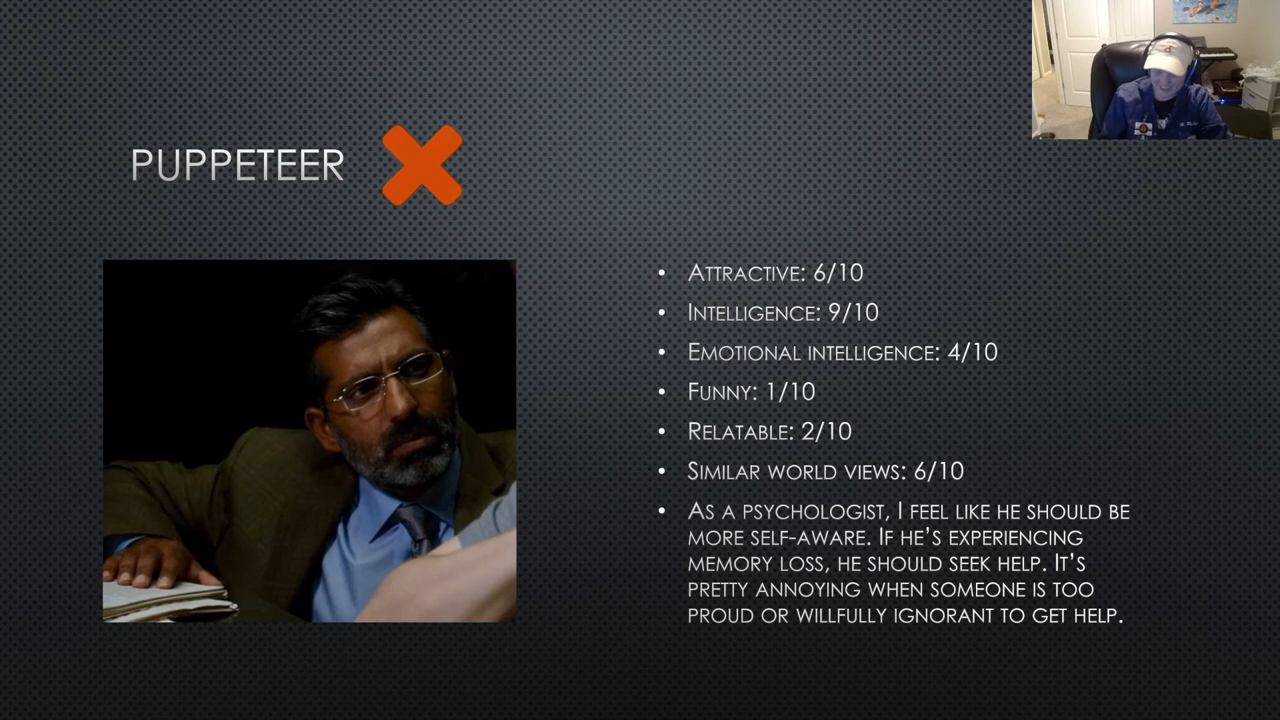 PUPPETEER
• ATTRACTIVE: 6/10
• INTELLIGENCE: 9/10
• EMOTIONAL INTELLIGENCE: 4/10
• FUNNY: 1/10
• RELATABLE: 2/10
• SIMILAR WORLD VIEWS: 6/10
• AS A PSYCHOLOGIST, I FEEL LIKE HE SHOULD BE
MORE SELF-AWARE. IF HE'S EXPERIENCING
MEMORY LOSS, HE SHOULD SEEK HELP. IT'S
PRETTY ANNOYING WHEN SOMEONE IS TOO
PROUD OR WILLFULLY IGNORANT TO GET HELP.